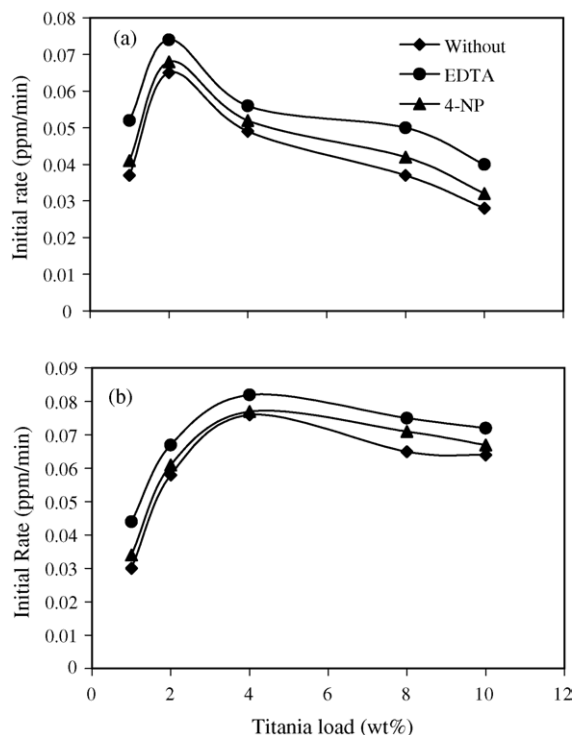 (a)
Without
EDTA
4-NP
Initial rate (ppm/min)
0.08
0.07
0.06
0.05
0.04
0.03
0.02
0.01
0
(b)
Initial Rate (ppm/min)
0.09
0.08
0.07
0.06
0.05
0.04
0.03
0.02
0.01
0
0 2 4 6 8 10 12
Titania load (wt%)